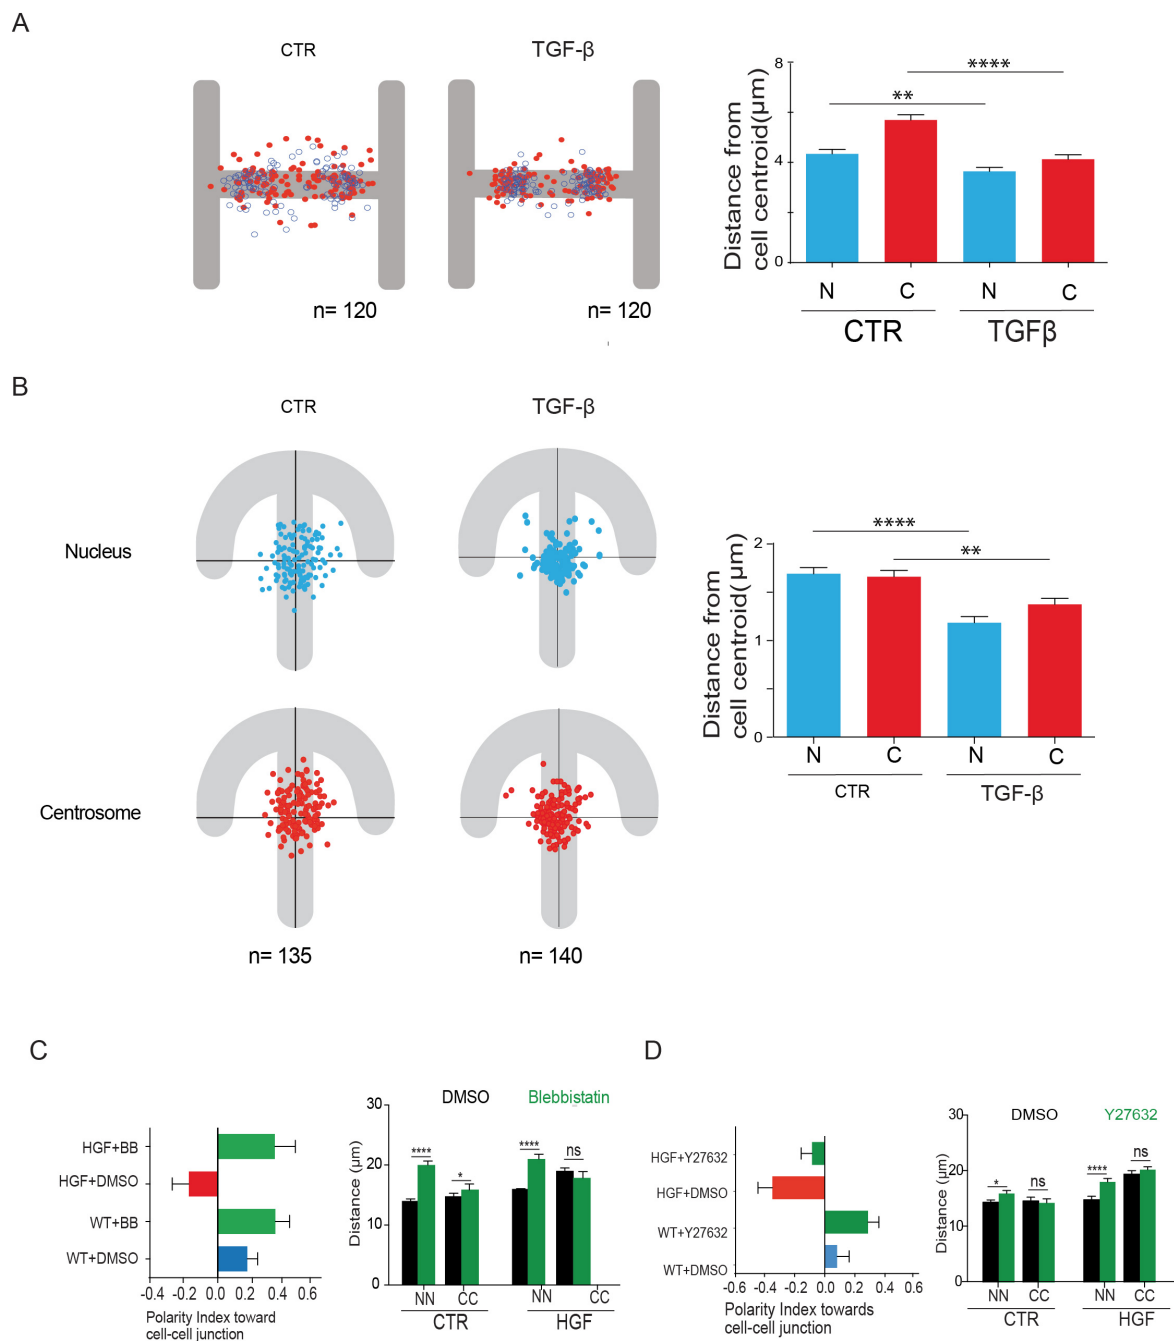 A
CTR
TGF-β
n= 120
n= 120
Distance from
cell centroid(μm)
8
4
0
**
****
N
C
N
C
CTR
TGFβ
B
CTR
TGF-β
Nucleus
Centrosome
n= 135
n= 140
Distance from
cell centroid(μm)
2
1
0
****
**
N
C
N
C
CTR
TGF-β
C
HGF+BB
HGF+DMSO
WT+BB
WT+DMSO
-0.4 -0.2 0.0 0.2 0.4 0.6
Polarity Index toward
cell-cell junction
DMSO
Blebbistatin
Distance (μm)
30
20
10
0
****
*
****
ns
NN
CC
NN
CC
CTR
HGF
D
HGF+Y27632
HGF+DMSO
WT+Y27632
WT+DMSO
-0.6 -0.4 -0.2 0.0 0.2 0.4 0.6
Polarity Index towards
cell-cell junction
DMSO
Y27632
Distance (μm)
30
20
10
0
*
ns
****
ns
NN
CC
NN
CC
CTR
HGF